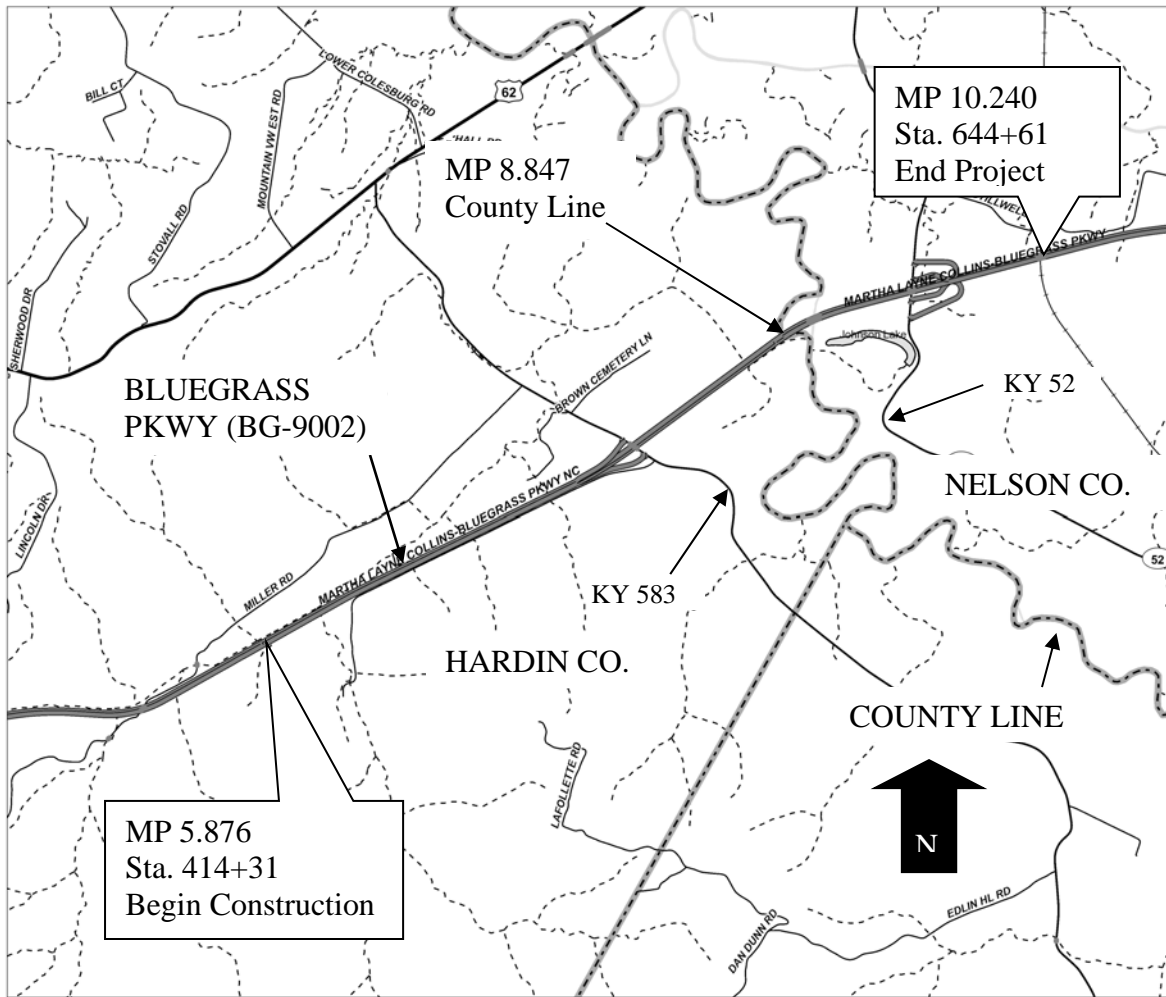 BILL CT
LOWER COLESBURG RD
MOUNTAIN VW EST RD
STOVALL RD
62
MP 10.240
Sta. 644+61
End Project
MP 8.847
County Line
MARTHA LAYNE COLLINS-BLUEGRASS PKWY
Johnson Lake
SHERWOOD DR
BLUEGRASS
PKWY (BG-9002)
BROWN CEMETERY LN
KY 52
LINCOLN DR
MARTHA LAYNE COLLINS-BLUEGRASS PKWY NC
NELSON CO.
52
MILLER RD
KY 583
HARDIN CO.
COUNTY LINE
LAFOLLETTE RD
MP 5.876
Sta. 414+31
Begin Construction
N
EDLIN HL RD
DAN DUNN RD